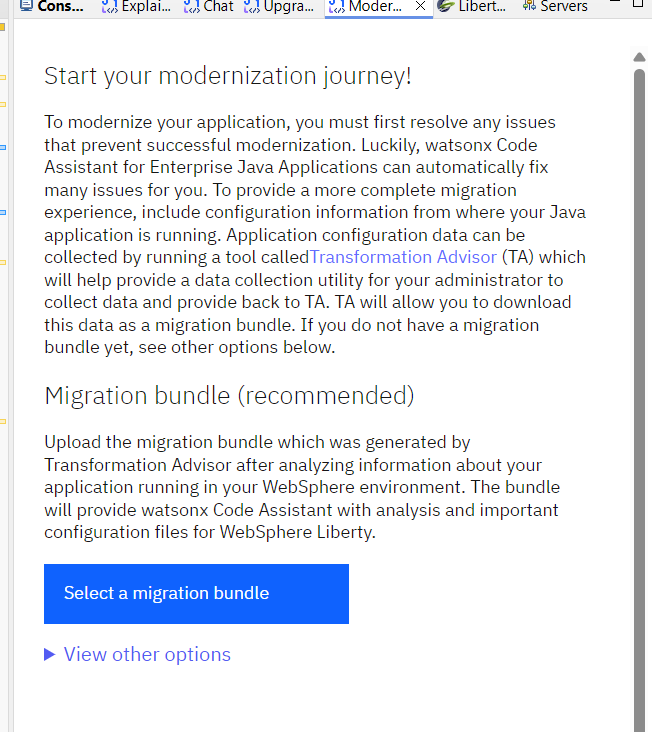 Cons... Explai... Chat Upgra... Moder... Libert... Servers
Start your modernization journey!
To modernize your application, you must first resolve any issues
that prevent successful modernization. Luckily, watsonx Code
Assistant for Enterprise Java Applications can automatically fix
many issues for you. To provide a more complete migration
experience, include configuration information from where your Java
application is running. Application configuration data can be
collected by running a tool calledTransformation Advisor (TA) which
will help provide a data collection utility for your administrator to
collect data and provide back to TA. TA will allow you to download
this data as a migration bundle. If you do not have a migration
bundle yet, see other options below.
Migration bundle (recommended)
Upload the migration bundle which was generated by
Transformation Advisor after analyzing information about your
application running in your WebSphere environment. The bundle
will provide watsonx Code Assistant with analysis and important
configuration files for WebSphere Liberty.
Select a migration bundle
View other options